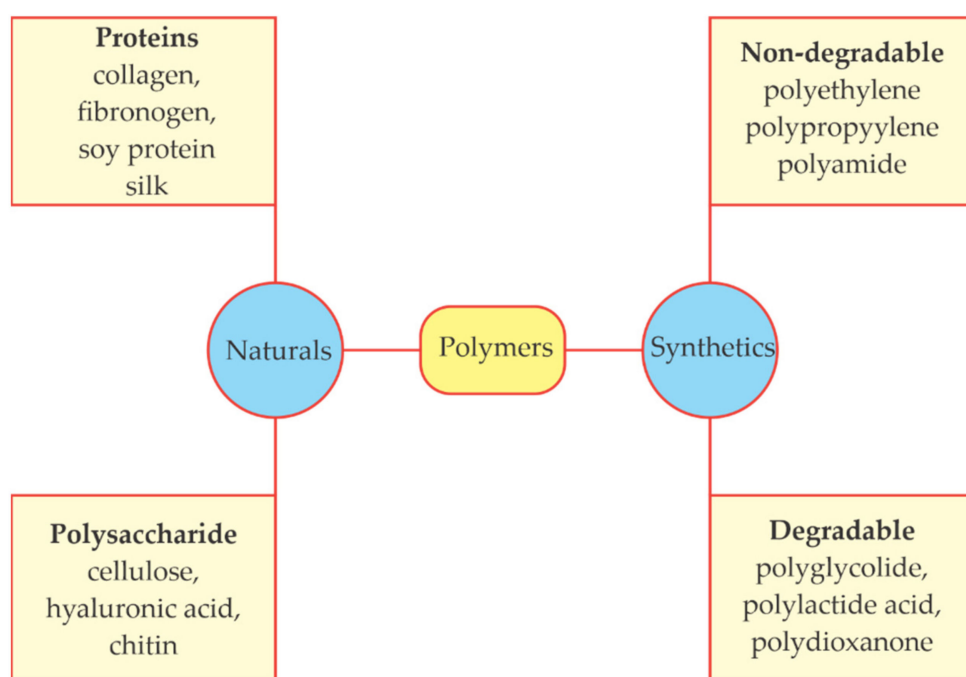 Proteins
collagen,
fibronogen,
soy protein
silk
Non-degradable
polyethylene
polypropyylene
polyamide
Naturals
Polymers
Synthetics
Polysaccharide
cellulose,
hyaluronic acid,
chitin
Degradable
polyglycolide,
polylactide acid,
polydioxanone